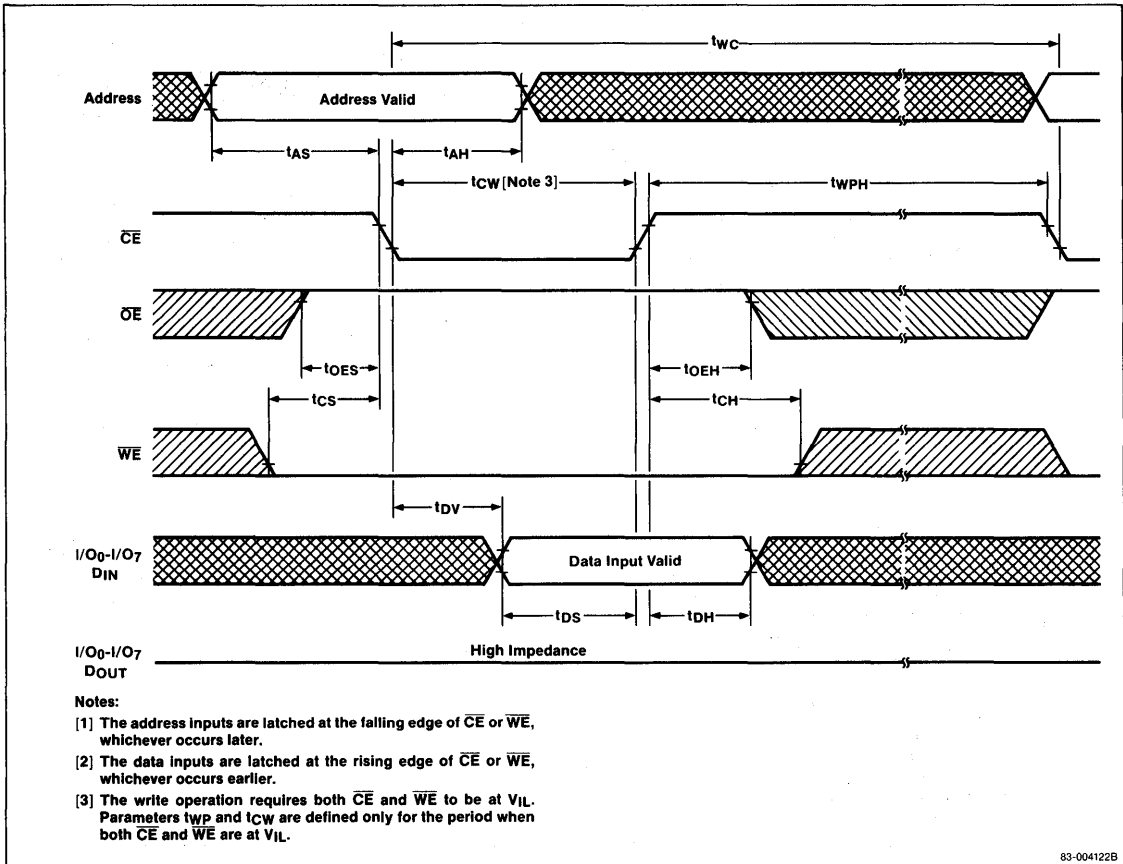 tWC
Address
Address Valid
tAS
tAH
tCW [Note 3]
tWPH
CE
OE
tOES
tOEH
tCS
tCH
WE
tDV
I/O0-I/O7
DIN
Data Input Valid
tDS
tDH
I/O0-I/O7
DOUT
High Impedance
Notes:
[1] The address inputs are latched at the falling edge of CE or WE,
whichever occurs later.
[2] The data inputs are latched at the rising edge of CE or WE,
whichever occurs earlier.
[3] The write operation requires both CE and WE to be at VIL.
Parameters tWP and tCW are defined only for the period when
both CE and WE are at VIL.
83-004122B